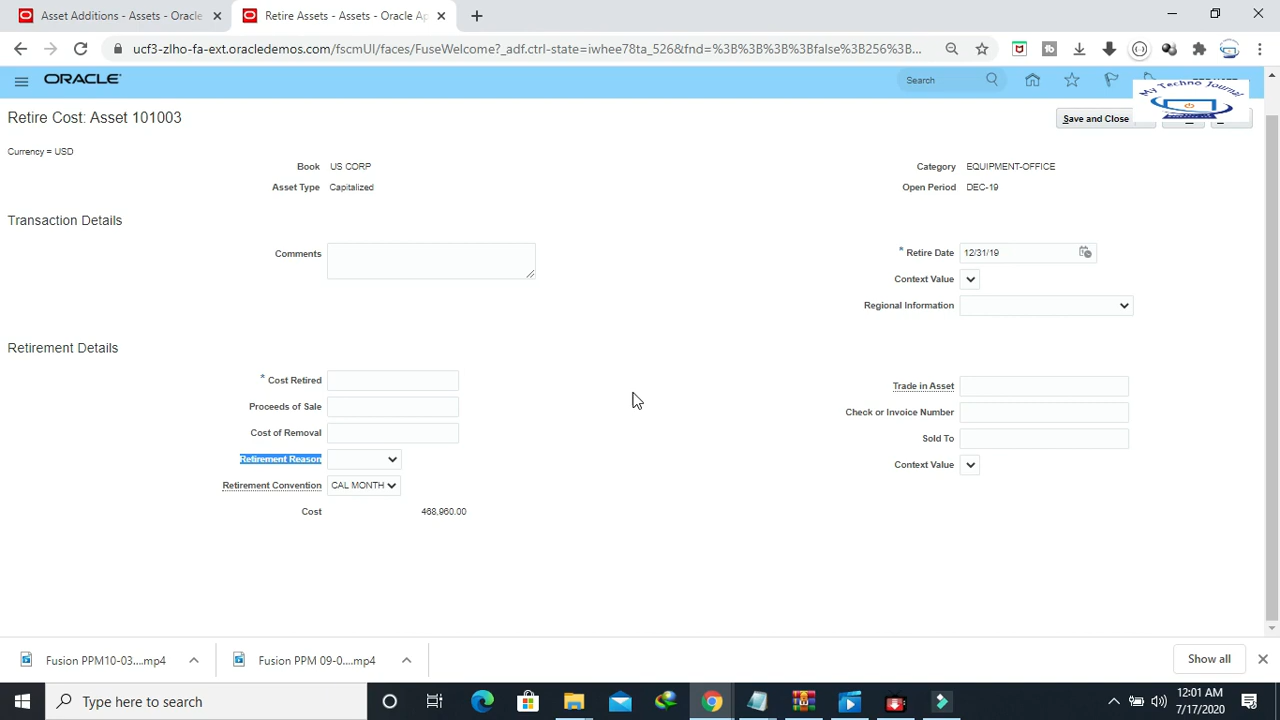 Asset Additions - Assets - Oracle
Retire Assets - Assets - Oracle Ap
ucf3-zlho-fa-ext.oracledemos.com/fscmUI/faces/FuseWelcome?_adf.ctrl-state=iwhee78ta_526&fnd=%3B%3B%3B%3Bfalse%3B256%3B...
ORACLE
Search
My Techno Journal
Retire Cost: Asset 101003
Save and Close
Currency = USD
Book US CORP
Category EQUIPMENT-OFFICE
Asset Type Capitalized
Open Period DEC-19
Transaction Details
Comments
* Retire Date 12/31/19
Context Value
Regional Information
Retirement Details
* Cost Retired
Trade in Asset
Proceeds of Sale
Check or Invoice Number
Cost of Removal
Sold To
Retirement Reason
Context Value
Retirement Convention CAL MONTH
Cost 468,960.00
Fusion PPM10-03....mp4
Fusion PPM 09-0....mp4
Show all
Type here to search
12:01 AM
7/17/2020